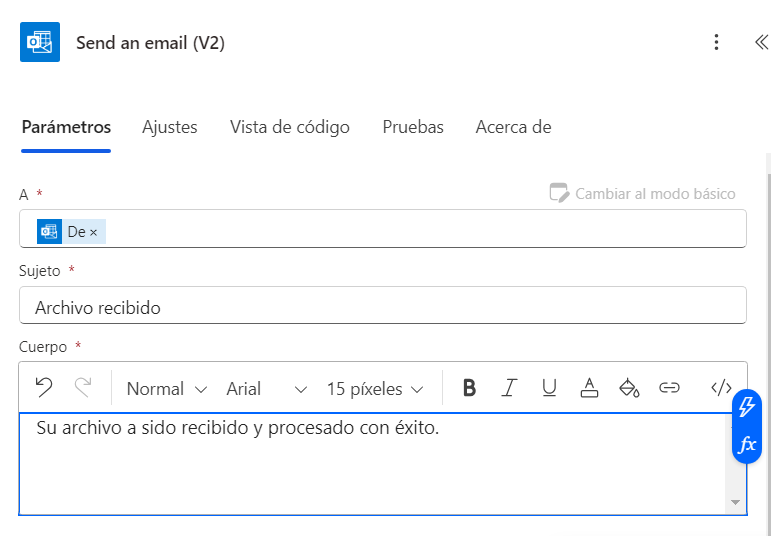 Send an email (V2)
Parámetros Ajustes Vista de código Pruebas Acerca de
A *
Cambiar al modo básico
De ×
Sujeto *
Archivo recibido
Cuerpo *
Normal Arial 15 píxeles B I U A </>
Su archivo a sido recibido y procesado con éxito.
fx